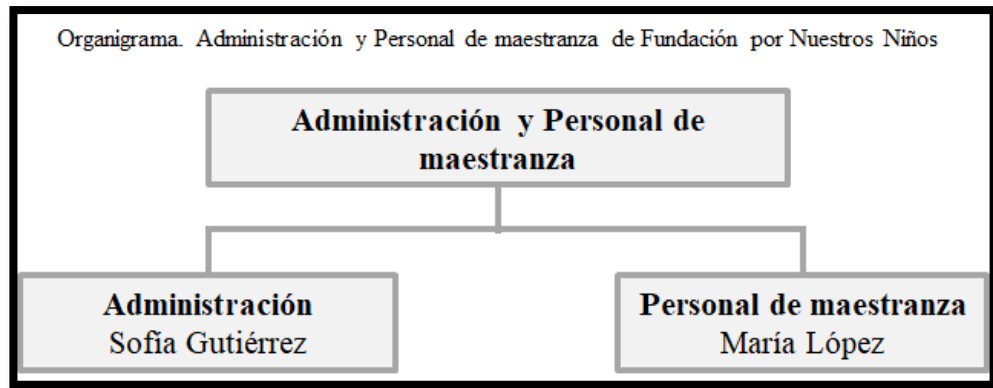 Organigrama. Administración y Personal de maestranza de Fundación por Nuestros Niños
Administración y Personal de
maestranza
Administración
Sofía Gutiérrez
Personal de maestranza
María López